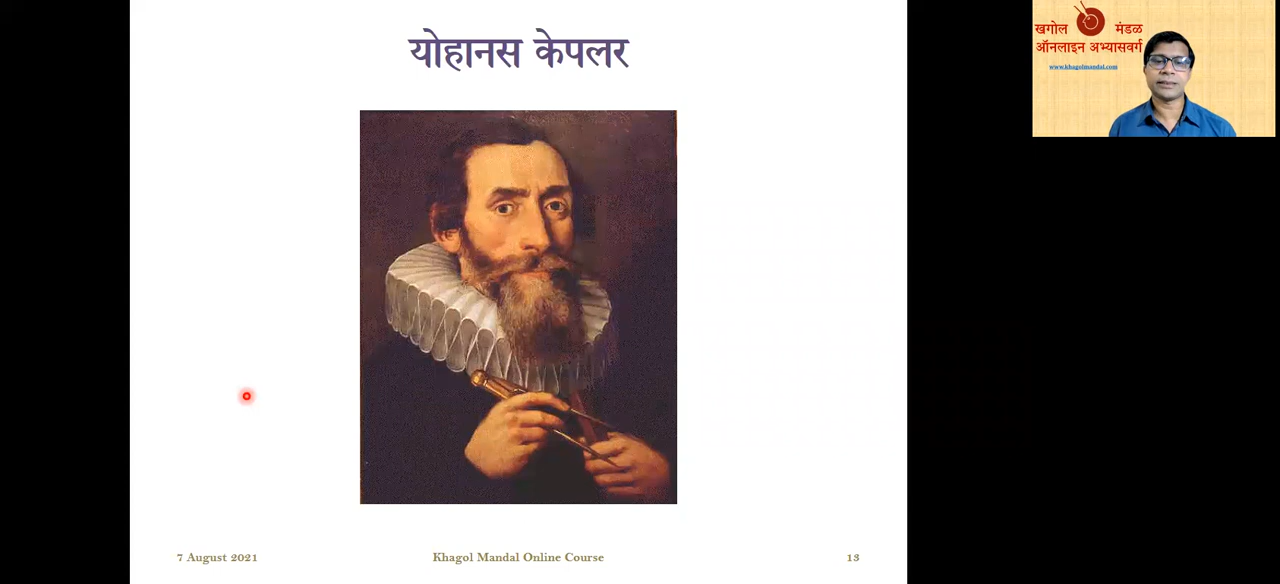 योहानस केपलर
खगोल मंडळ
ऑनलाइन अभ्यासवर्ग
www.khagolmandal.com
7 August 2021
Khagol Mandal Online Course
13